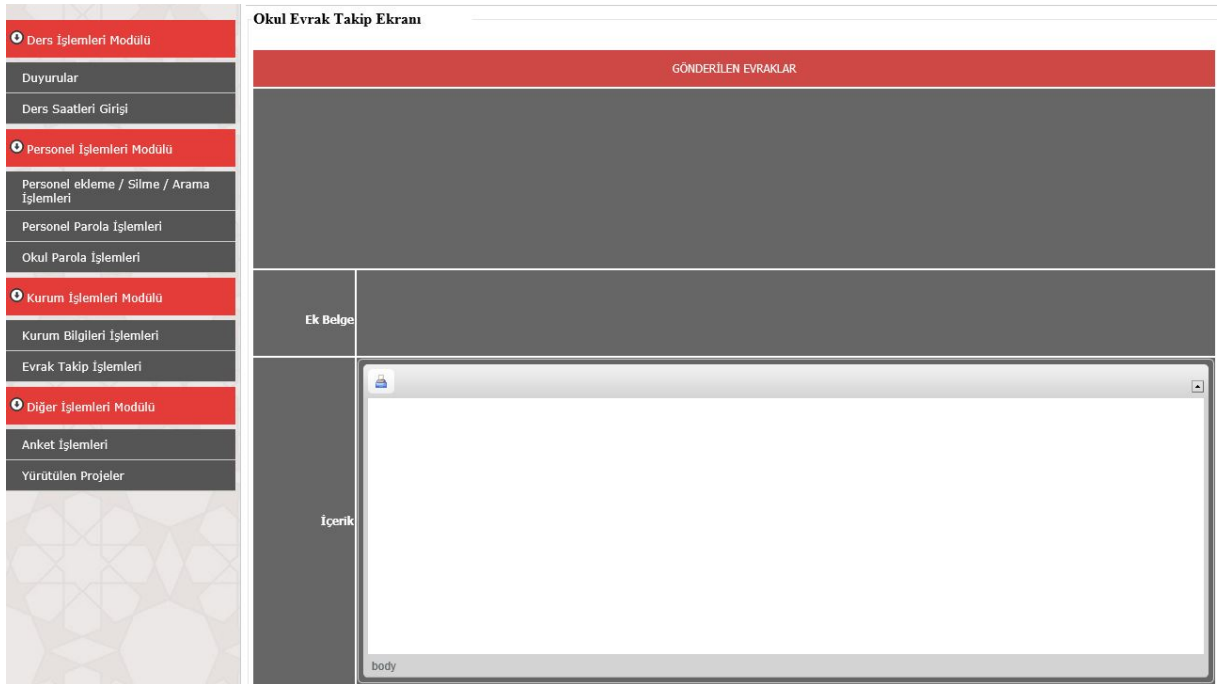 Ders İşlemleri Modülü
Duyurular
Ders Saatleri Girişi
Personel İşlemleri Modülü
Personel ekleme / Silme / Arama
İşlemleri
Personel Parola İşlemleri
Okul Parola İşlemleri
Kurum İşlemleri Modülü
Kurum Bilgileri İşlemleri
Evrak Takip İşlemleri
Diğer İşlemleri Modülü
Anket İşlemleri
Yürütülen Projeler
Okul Evrak Takip Ekranı
GÖNDERİLEN EVRAKLAR
Ek Belge
İçerik
body